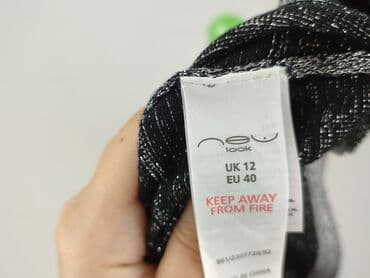 new
look
UK 12
EU 40
KEEP AWAY
FROM FIRE